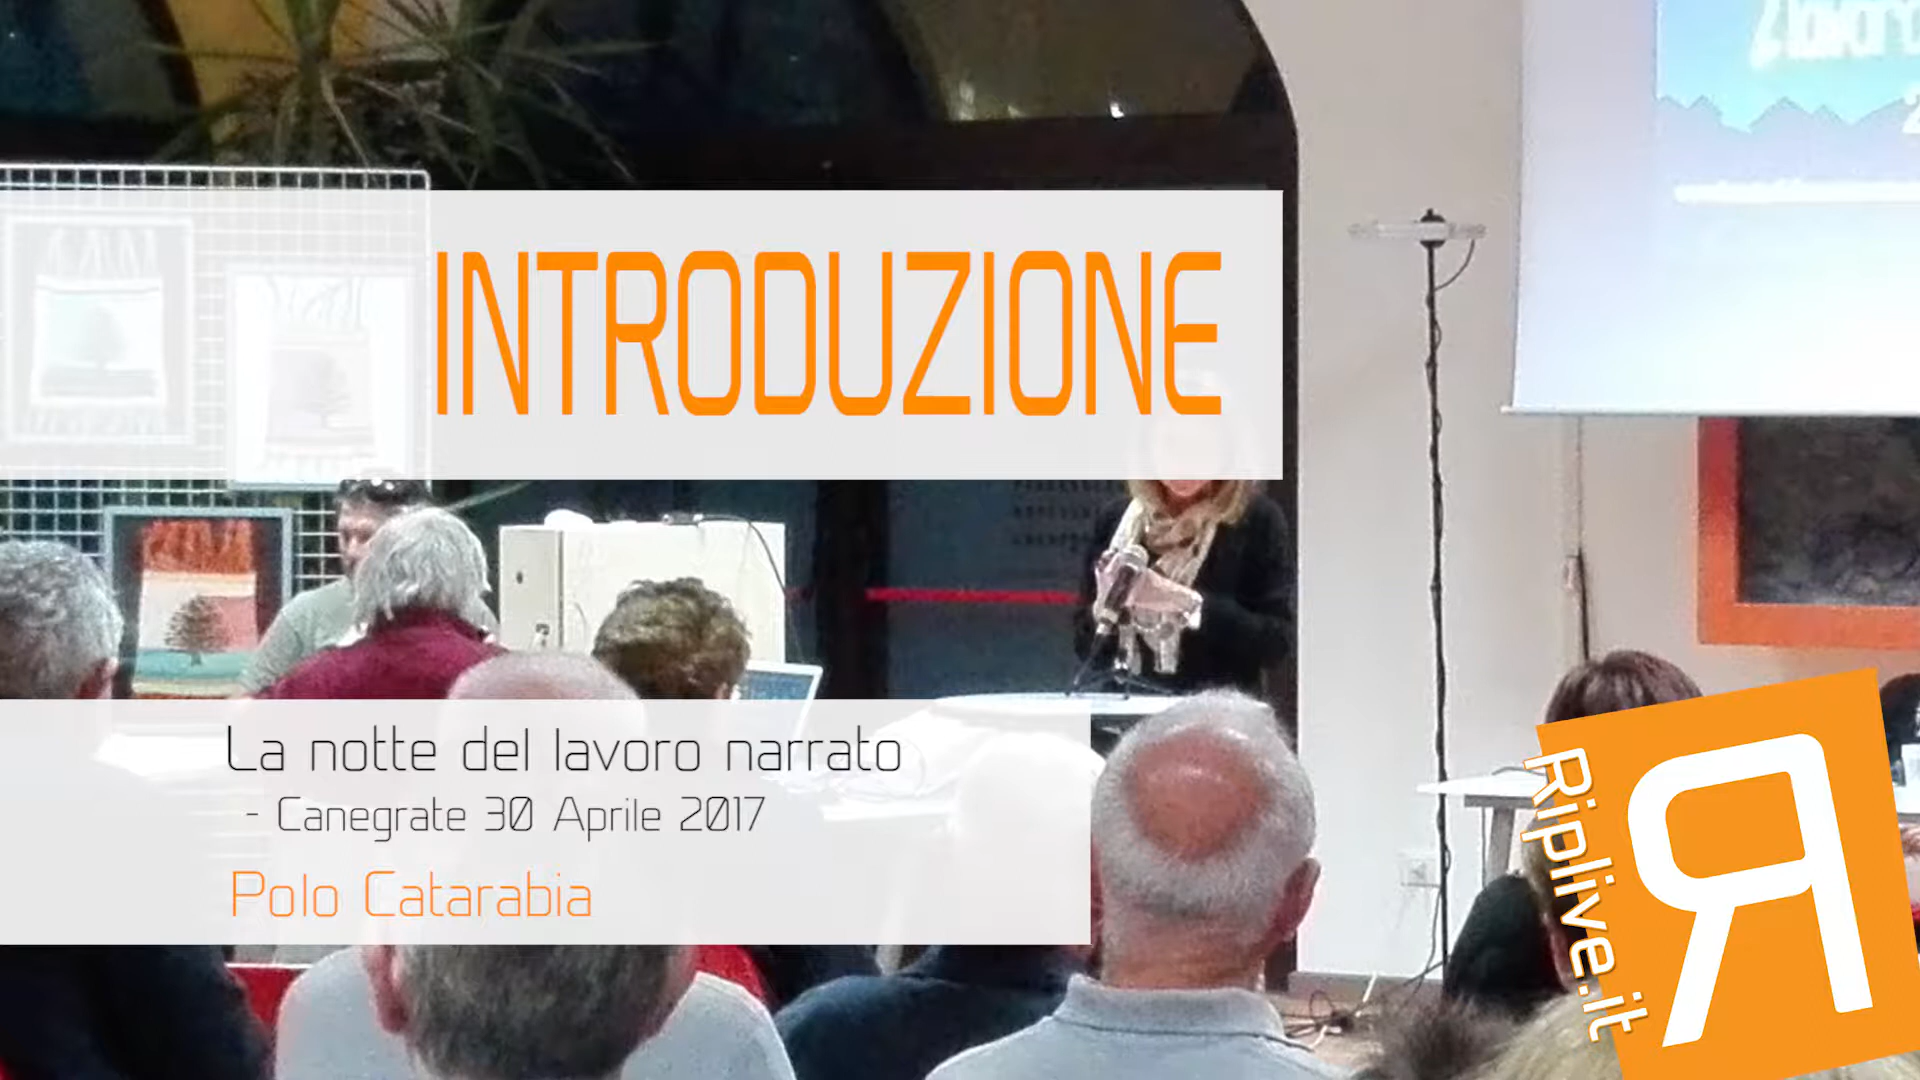 INTRODUZIONE
La notte del lavoro narrato
- Canegrate 30 Aprile 2017
Polo Catarabia
Riplive.it